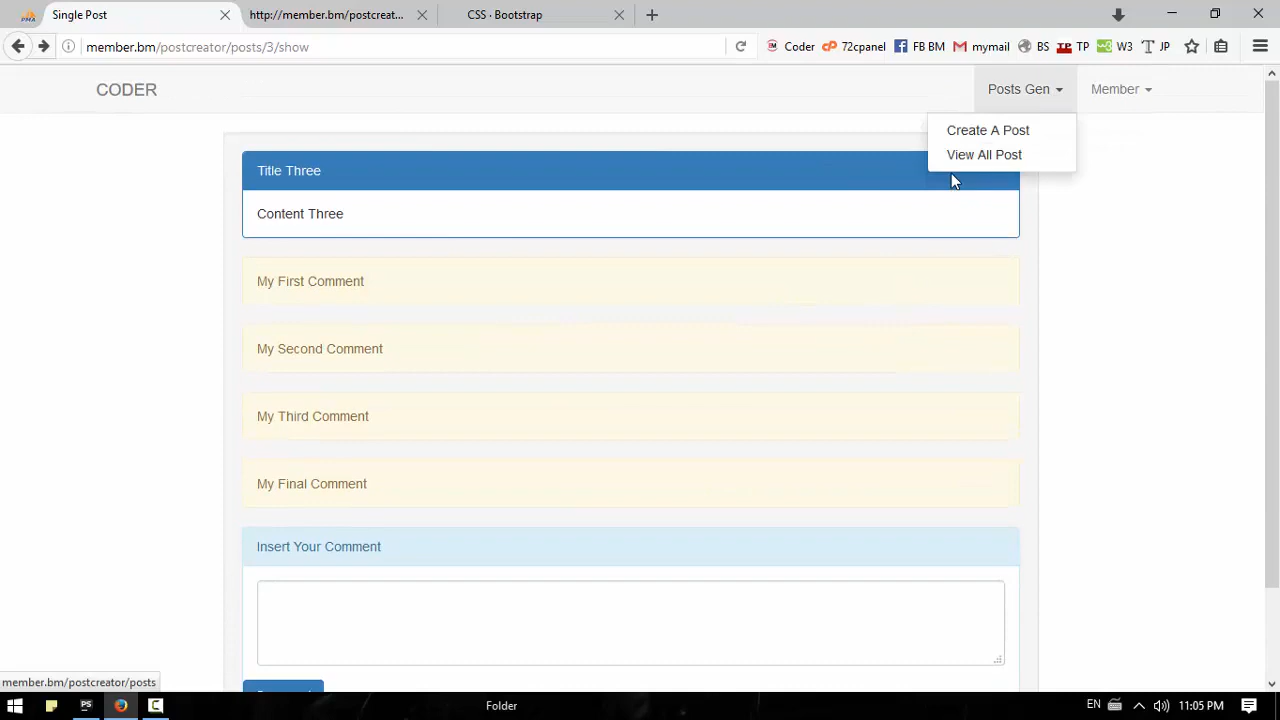 Single Post
http://member.bm/postcreat...
CSS · Bootstrap
member.bm/postcreator/posts/3/show
Coder
72cpanel
FB BM
mymail
BS
TP
W3
JP
CODER
Posts Gen
Member
Create A Post
View All Post
Title Three
Content Three
My First Comment
My Second Comment
My Third Comment
My Final Comment
Insert Your Comment
member.bm/postcreator/posts
Folder
EN
11:05 PM